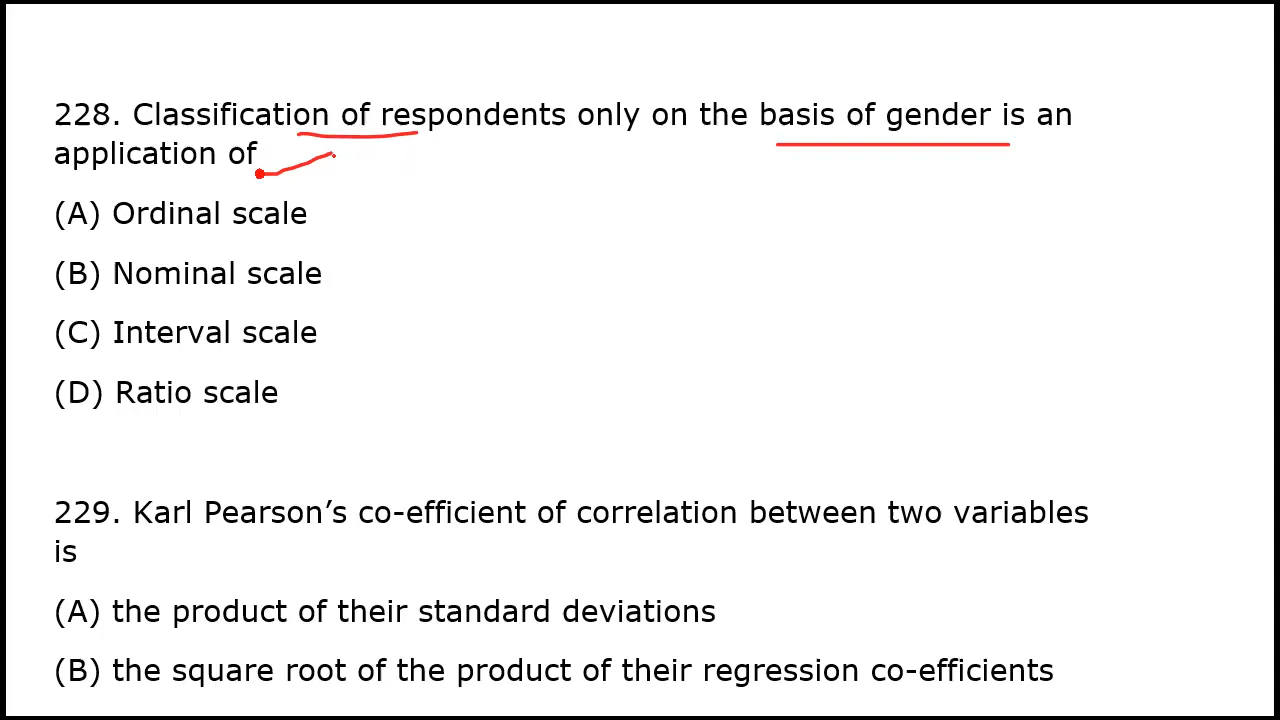 228. Classification of respondents only on the basis of gender is an
application of
(A) Ordinal scale
(B) Nominal scale
(C) Interval scale
(D) Ratio scale
229. Karl Pearson’s co-efficient of correlation between two variables
is
(A) the product of their standard deviations
(B) the square root of the product of their regression co-efficients